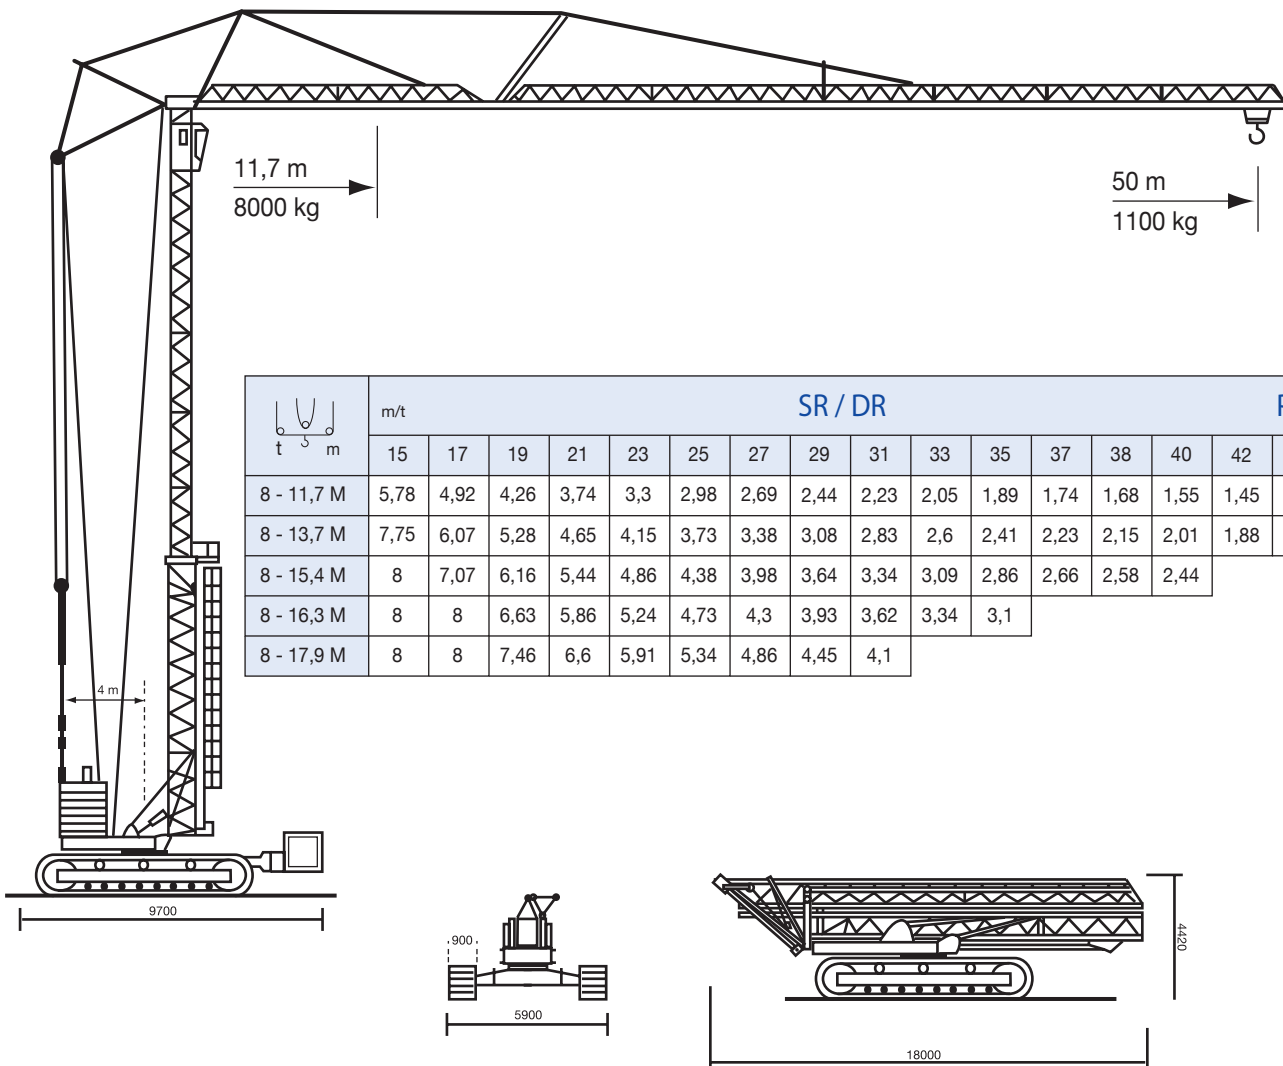 11,7 m
8000 kg
50 m
1100 kg
m/t SR / DR
t m 15 17 19 21 23 25 27 29 31 33 35 37 38 40 42
8 - 11,7 M 5,78 4,92 4,26 3,74 3,3 2,98 2,69 2,44 2,23 2,05 1,89 1,74 1,68 1,55 1,45
8 - 13,7 M 7,75 6,07 5,28 4,65 4,15 3,73 3,38 3,08 2,83 2,6 2,41 2,23 2,15 2,01 1,88
8 - 15,4 M 8 7,07 6,16 5,44 4,86 4,38 3,98 3,64 3,34 3,09 2,86 2,66 2,58 2,44
8 - 16,3 M 8 8 6,63 5,86 5,24 4,73 4,3 3,93 3,62 3,34 3,1
8 - 17,9 M 8 8 7,46 6,6 5,91 5,34 4,86 4,45 4,1
4 m
9700
900
5900
4420
18000